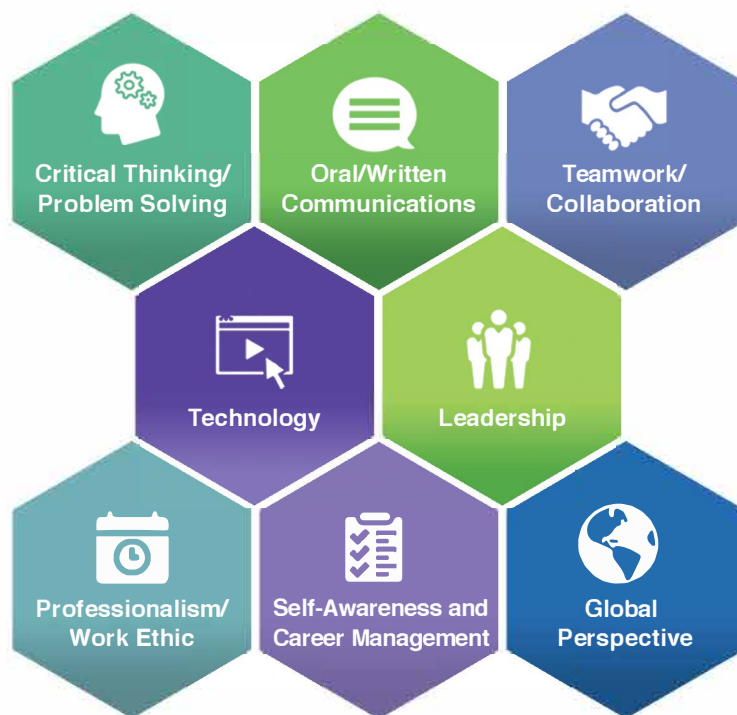 Critical Thinking/
Problem Solving
Oral/Written
Communications
Teamwork/
Collaboration
Technology
Leadership
Professionalism/
Work Ethic
Self-Awareness and
Career Management
Global
Perspective